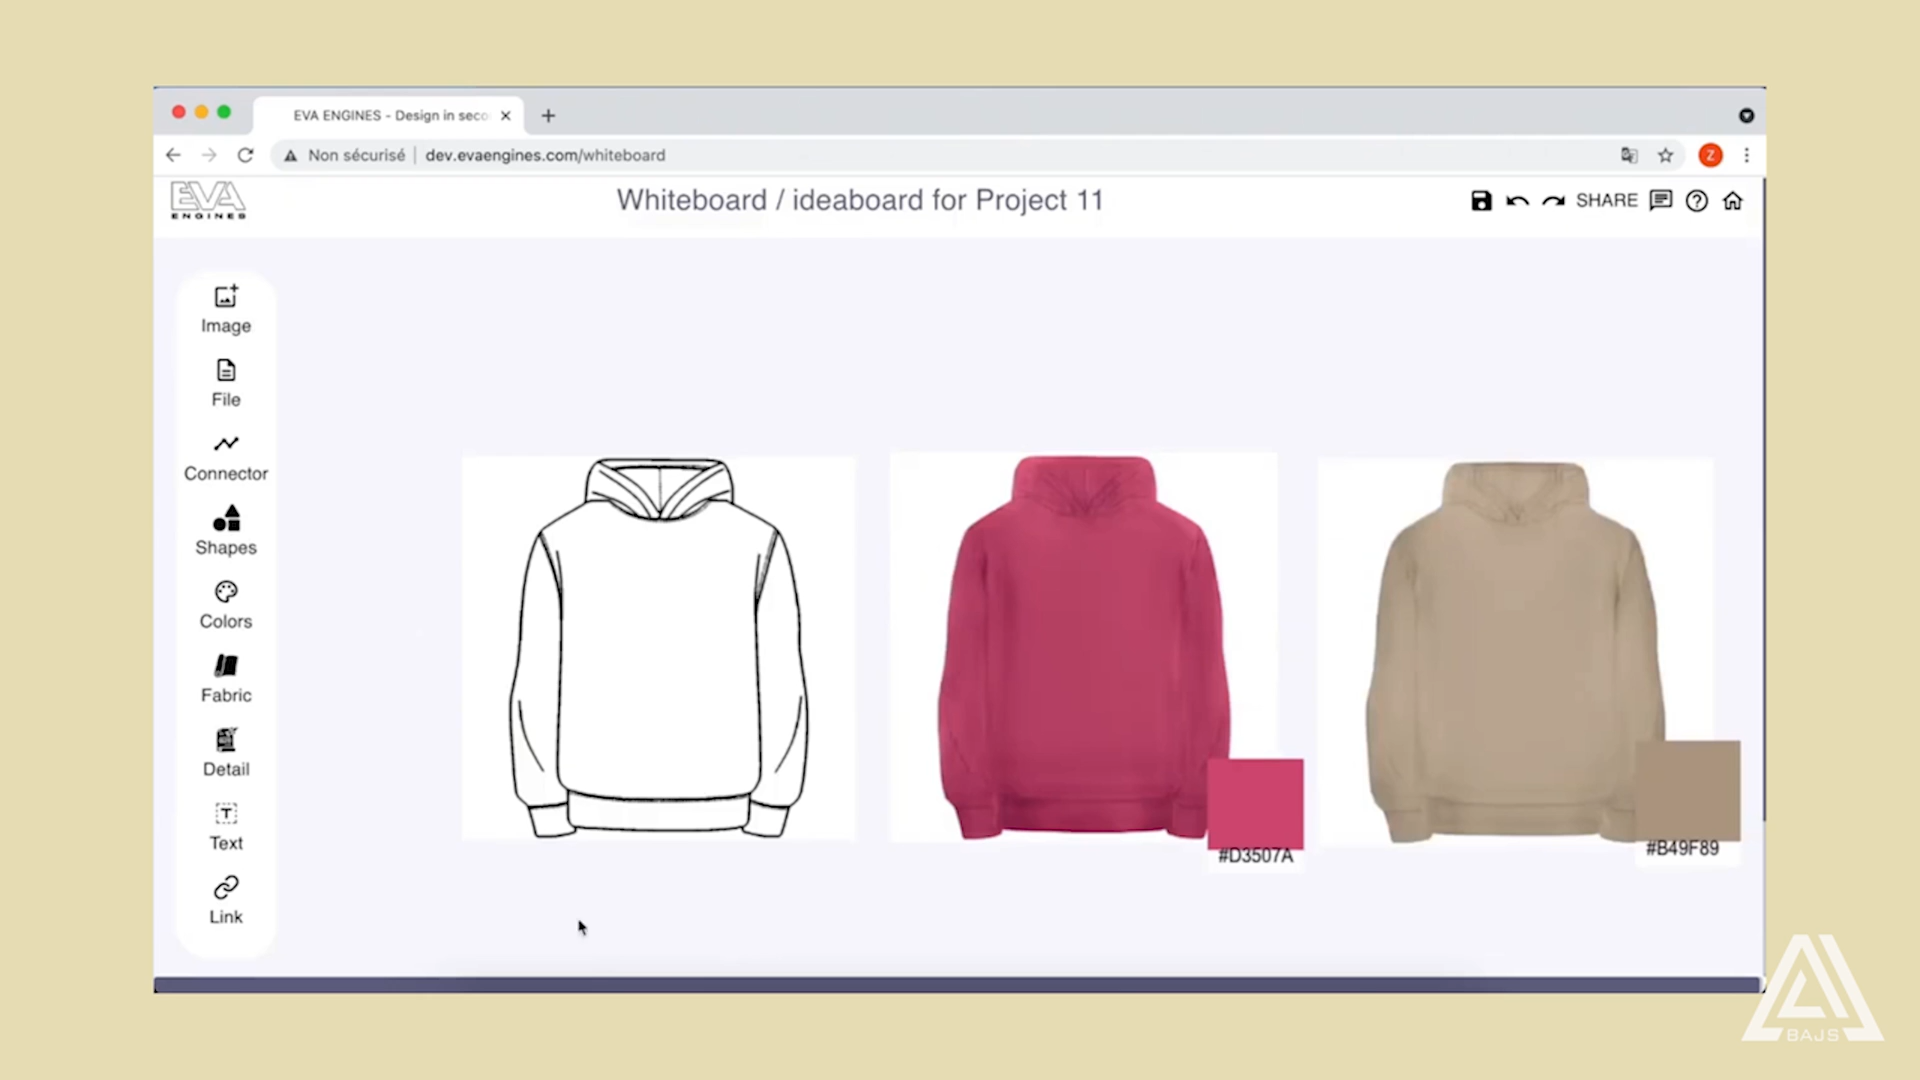 EVA ENGINES - Design in seco
Non sécurisé | dev.evaengines.com/whiteboard
Z
EVA
ENGINES
Whiteboard / ideaboard for Project 11
SHARE
Image
File
Connector
Shapes
Colors
Fabric
Detail
Text
Link
#D3507A
#B49F89
BAJS